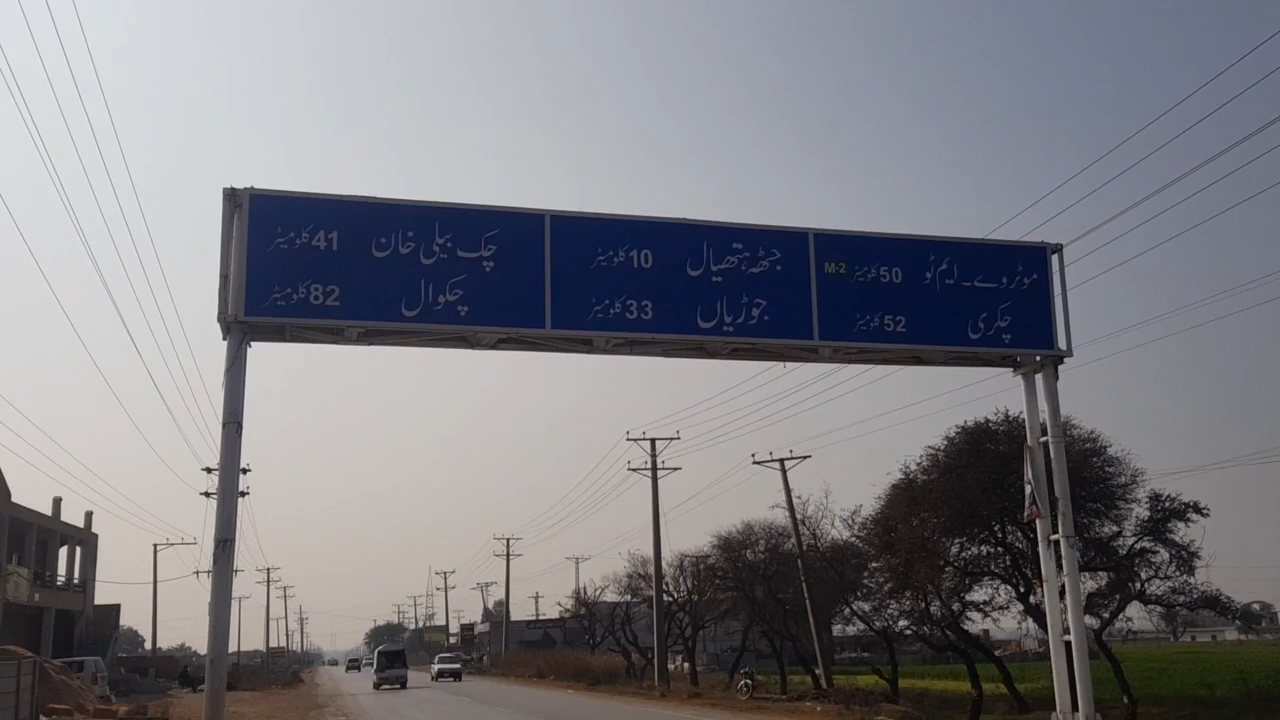 موٹروے ۔ ایم ٹو 50 کلومیٹر M-2
چکری 52 کلومیٹر
جٹھہ ہتھیال 10 کلومیٹر
جوڑیاں 33 کلومیٹر
چک بیلی خان 41 کلومیٹر
چکوال 82 کلومیٹر